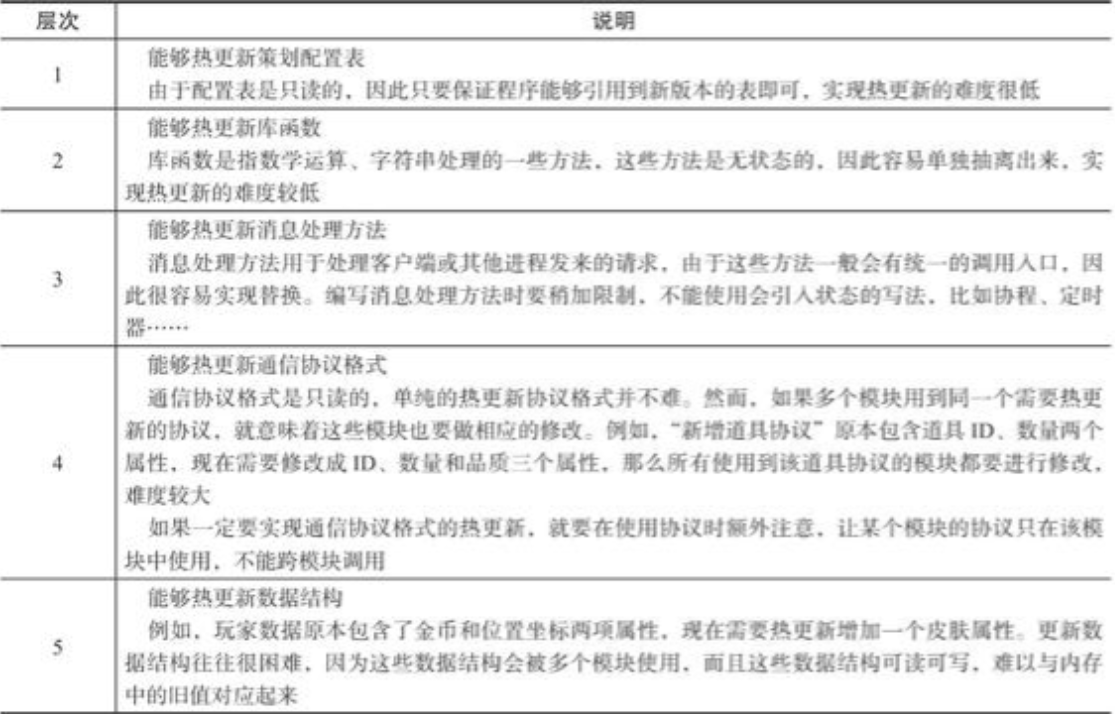 层次 说明
能够热更新策划配置表
1 由于配置表是只读的，因此只要保证程序能够引用到新版本的表即可，实现热更新的难度很低
能够热更新库函数
2 库函数是指数学运算、字符串处理的一些方法，这些方法是无状态的，因此容易单独抽离出来，实
现热更新的难度较低
能够热更新消息处理方法
3 消息处理方法用于处理客户端或其他进程发来的请求，由于这些方法一般会有统一的调用入口，因
此很容易实现替换。编写消息处理方法时要稍加限制，不能使用会引入状态的写法，比如协程、定时
器……
能够热更新通信协议格式
通信协议格式是只读的，单纯的热更新协议格式并不难。然而，如果多个模块用到同一个需要热更
新的协议，就意味着这些模块也要做相应的修改。例如，“新增道具协议”原本包含道具 ID、数量两个
4 属性，现在需要修改成 ID、数量和品质三个属性，那么所有使用到该道具协议的模块都要进行修改，
难度较大
如果一定要实现通信协议格式的热更新，就要在使用协议时额外注意，让某个模块的协议只在该模
块中使用，不能跨模块调用
能够热更新数据结构
5 例如，玩家数据原本包含了金币和位置坐标两项属性，现在需要热更新增加一个皮肤属性。更新数
据结构往往很困难，因为这些数据结构会被多个模块使用，而且这些数据结构可读可写，难以与内存
中的旧值对应起来